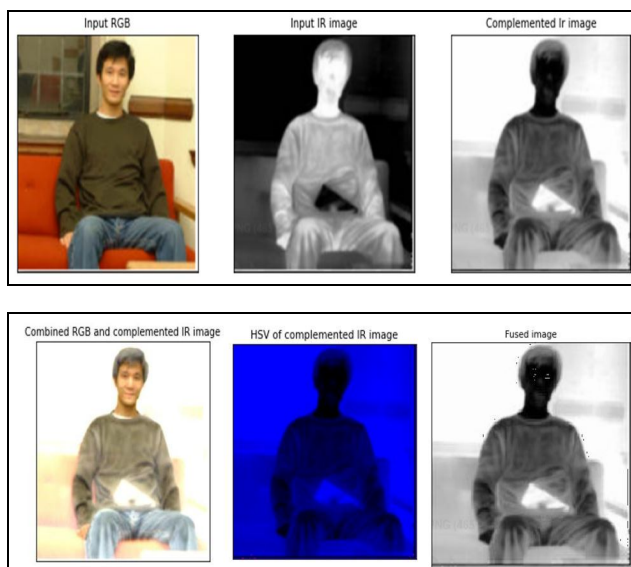 Input RGB
Input IR image
Complemented Ir image
Combined RGB and complemented IR image
HSV of complemented IR image
Fused image